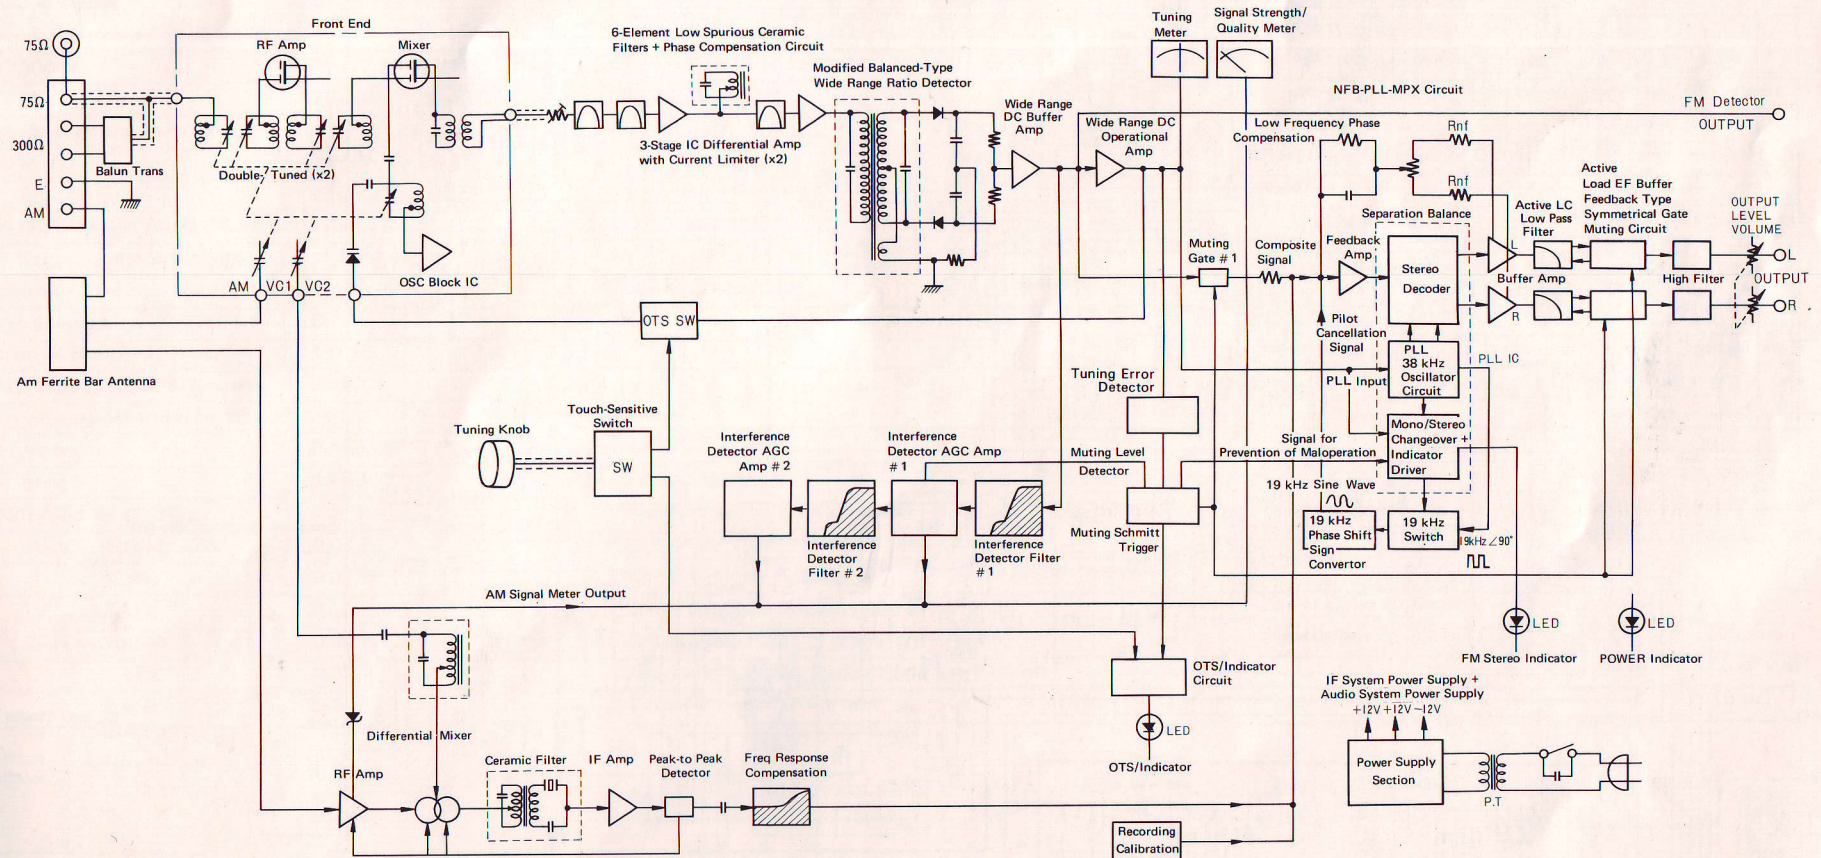 Front End
75Ω
RF Amp
Mixer
6-Element Low Spurious Ceramic
Filters + Phase Compensation Circuit
Modified Balanced-Type
Wide Range Ratio Detector
Tuning
Meter
Signal Strength/
Quality Meter
NFB-PLL-MPX Circuit
FM Detector
OUTPUT
75Ω
300Ω
E
AM
Balun Trans
Double-Tuned (x2)
3-Stage IC Differential Amp
with Current Limiter (x2)
Wide Range
DC Buffer
Amp
Wide Range DC
Operational
Amp
Low Frequency Phase
Compensation
Rnf
Rnf
Separation Balance
Active LC
Low Pass
Filter
Active
Load EF Buffer
Feedback Type
Symmetrical Gate
Muting Circuit
OUTPUT
LEVEL
VOLUME
Muting
Gate # 1
Composite
Signal
Feedback
Amp
Stereo
Decoder
L
R
Buffer Amp
High Filter
L
OUTPUT
R
OSC Block IC
AM
VC1
VC2
OTS SW
Pilot
Cancellation
Signal
PLL
38 kHz
Oscillator
Circuit
PLL IC
PLL Input
Am Ferrite Bar Antenna
Tuning Error
Detector
Touch-Sensitive
Switch
Tuning Knob
SW
Interference
Detector AGC
Amp # 2
Interference
Detector AGC Amp
# 1
Muting Level
Detector
Signal for
Prevention of Maloperation
Mono/Stereo
Changeover +
Indicator
Driver
19 kHz Sine Wave
Interference
Detector
Filter # 2
Interference
Detector Filter
# 1
Muting Schmitt
Trigger
19 kHz
Phase Shift
Sign
Convertor
19 kHz
Switch
19kHz∠90°
AM Signal Meter Output
LED
FM Stereo Indicator
LED
POWER Indicator
OTS/Indicator
Circuit
LED
OTS/Indicator
IF System Power Supply +
Audio System Power Supply
+12V +12V −12V
Power Supply
Section
P.T
Differential Mixer
RF Amp
Ceramic Filter
IF Amp
Peak-to Peak
Detector
Freq Response
Compensation
Recording
Calibration